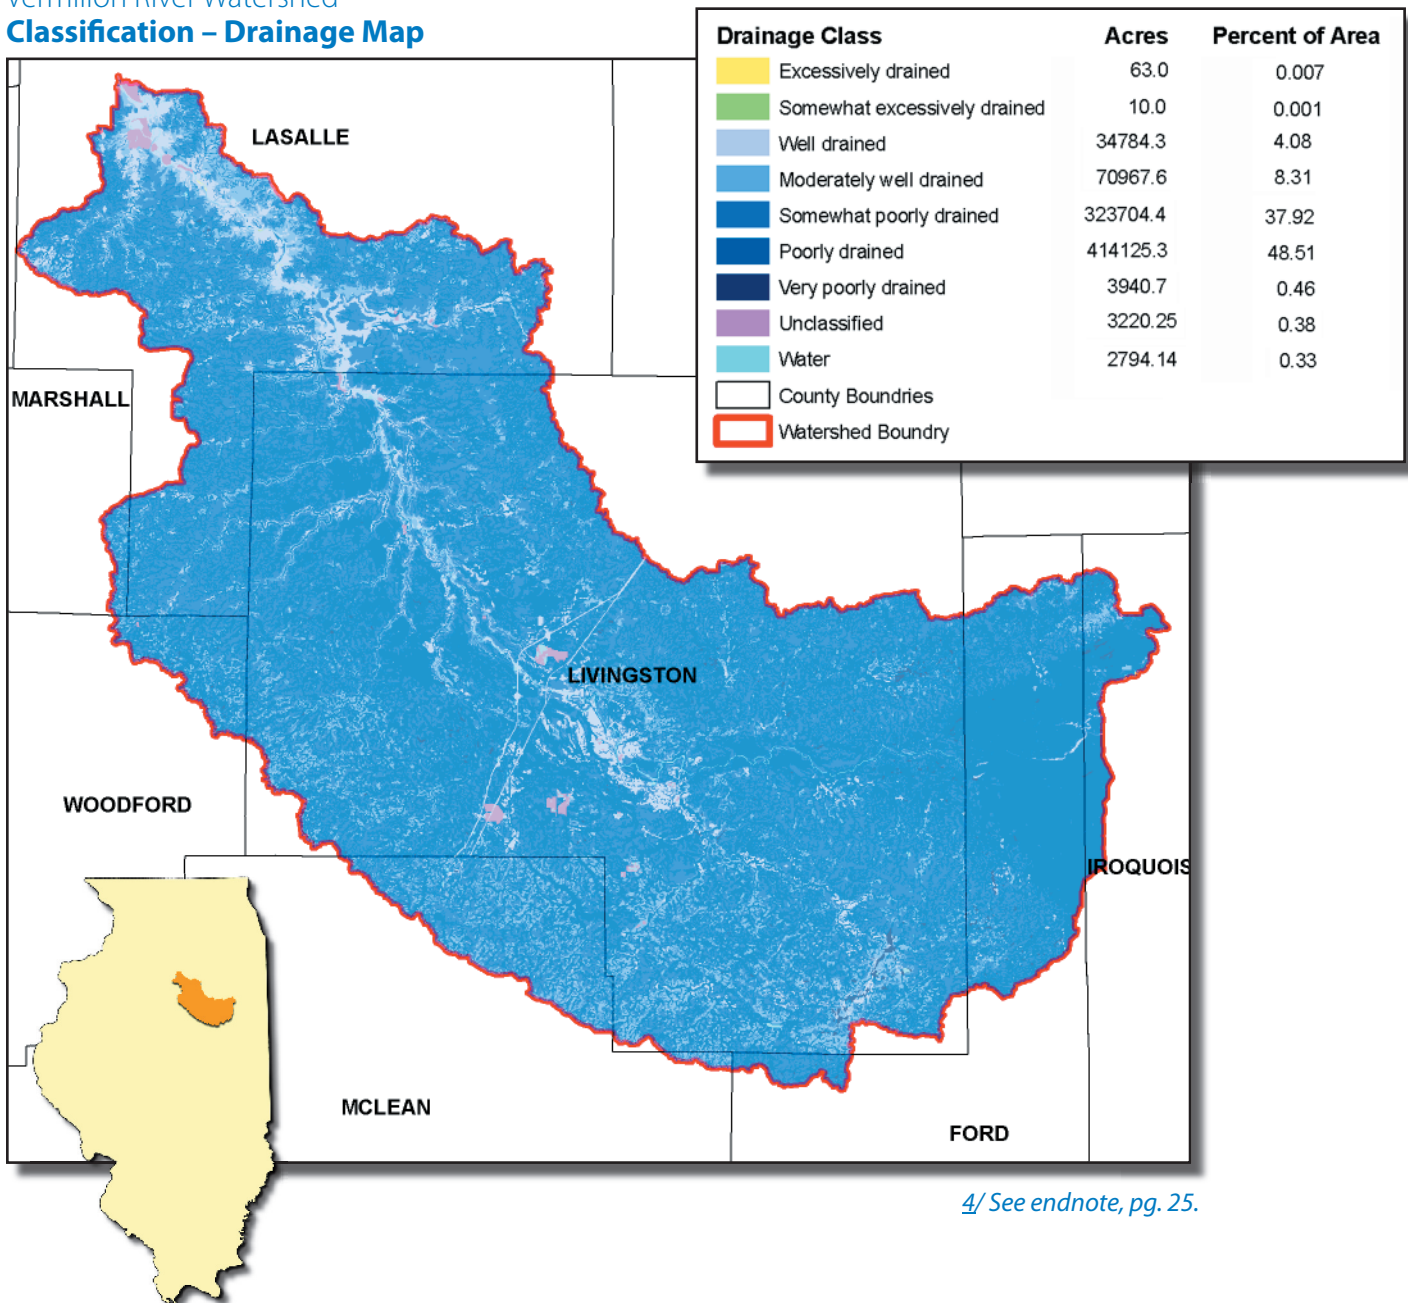 Vermilion River Watershed
Classification – Drainage Map
Drainage Class Acres Percent of Area
Excessively drained 63.0 0.007
Somewhat excessively drained 10.0 0.001
Well drained 34784.3 4.08
Moderately well drained 70967.6 8.31
Somewhat poorly drained 323704.4 37.92
Poorly drained 414125.3 48.51
Very poorly drained 3940.7 0.46
Unclassified 3220.25 0.38
Water 2794.14 0.33
County Boundries
Watershed Boundry
LASALLE
MARSHALL
LIVINGSTON
WOODFORD
IROQUOIS
MCLEAN
FORD
4/ See endnote, pg. 25.